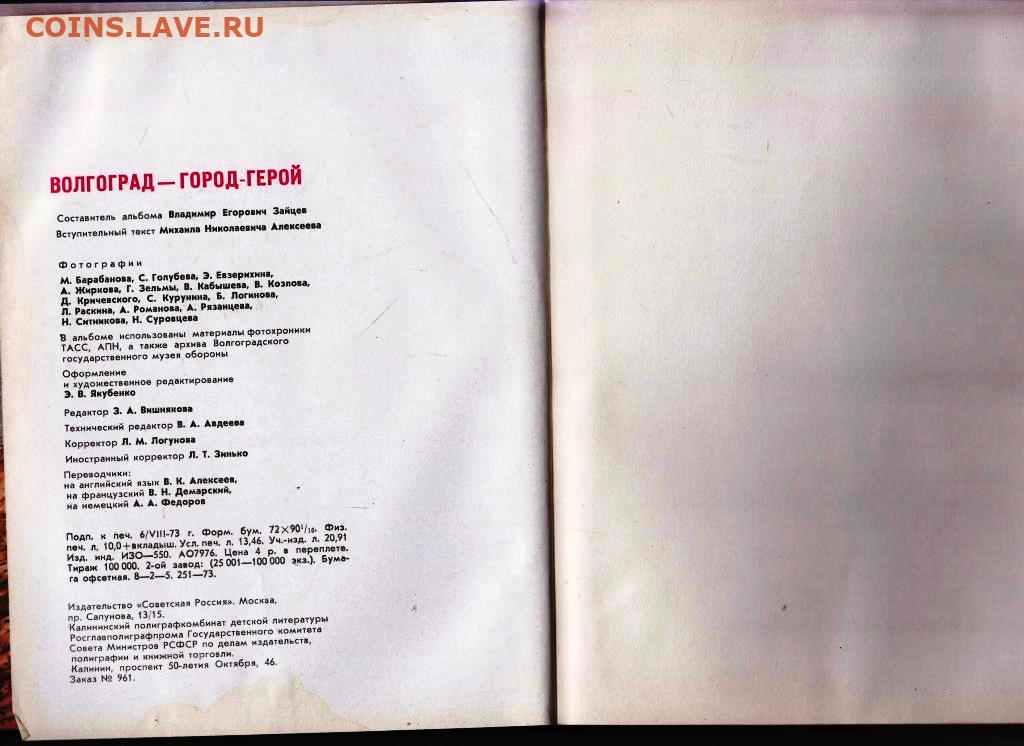 COINS.LAVE.RU
ВОЛГОГРАД — ГОРОД-ГЕРОЙ
Составитель альбома Владимир Егорович Зайцев
Вступительный текст Михаила Николаевича Алексеева
Фотографии
М. Барабанова, С. Голубева, Э. Евзерихина,
А. Жиркова, Г. Зельмы, В. Кабышева, В. Козлова,
Д. Кричевского, С. Курунина, Б. Логинова,
Л. Раскина, А. Романова, А. Рязанцева,
Н. Ситникова, Н. Суровцева
В альбоме использованы материалы фотохроники
ТАСС, АПН, а также архива Волгоградского
государственного музея обороны
Оформление
и художественное редактирование
Э. В. Якубенко
Редактор З. А. Вишнякова
Технический редактор В. А. Авдеева
Корректор Л. М. Логунова
Иностранный корректор Л. Т. Зинько
Переводчики:
на английский язык В. К. Алексеев,
на французский В. Н. Демарский,
на немецкий А. А. Федоров
Подп. к печ. 6/VIII-73 г. Форм. бум. 72×90¹/₁₆. Физ.
печ. л. 10,0+вкладыш. Усл. печ. л. 13,46. Уч.-изд. л. 20,91
Изд. инд. ИЗО—550. АО7976. Цена 4 р. в переплете.
Тираж 100 000. 2-ой завод: (25 001—100 000 экз.). Бума-
га офсетная. 8—2—5. 251—73.
Издательство «Советская Россия». Москва,
пр. Сапунова, 13/15.
Калининский полиграфкомбинат детской литературы
Росглавполиграфпрома Государственного комитета
Совета Министров РСФСР по делам издательств,
полиграфии и книжной торговли.
Калинин, проспект 50-летия Октября, 46.
Заказ № 961.